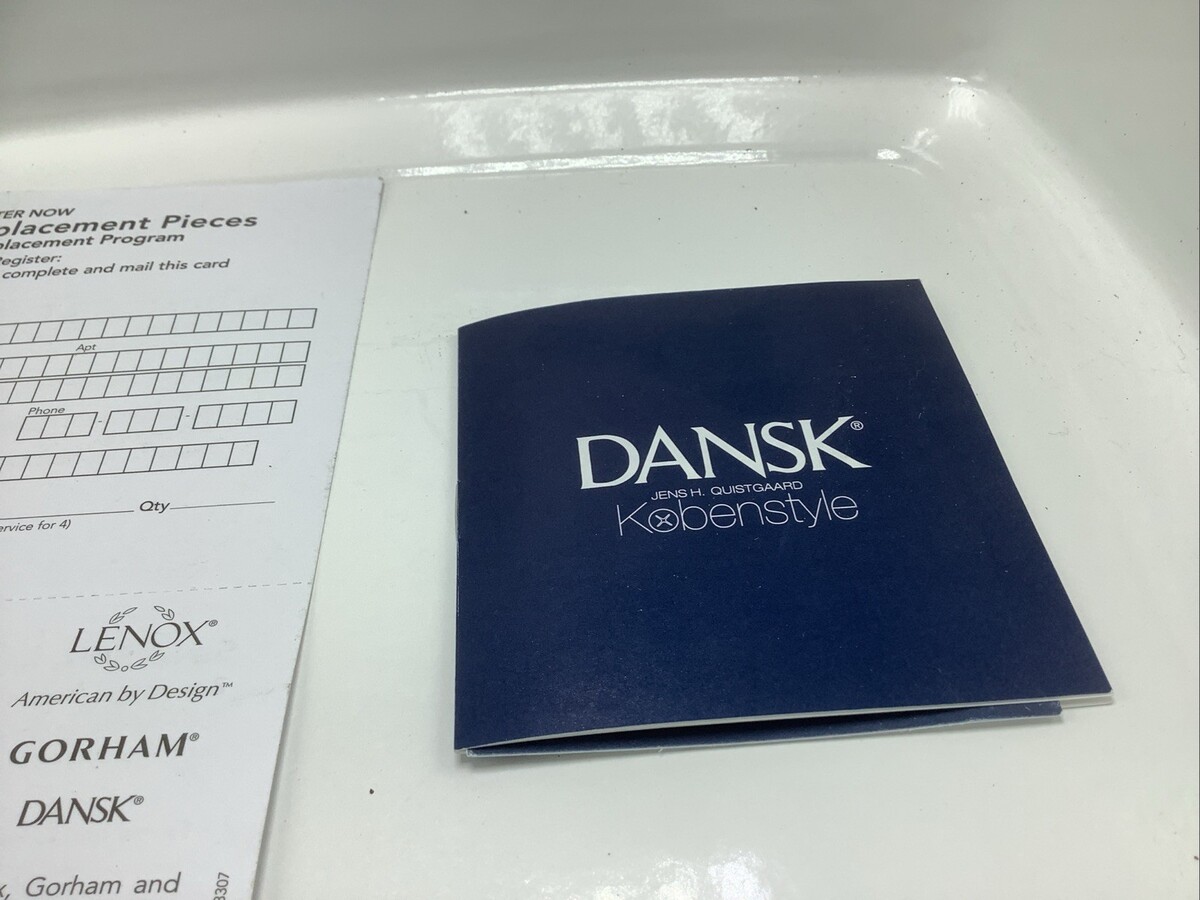 TER NOW
placement Pieces
placement Program
egister:
complete and mail this card
Apt
Phone
- -
Qty
ervice for 4)
LENOX®
American by Design™
GORHAM®
DANSK®
x, Gorham and
3307
DANSK®
JENS H. QUISTGAARD
Købenstyle